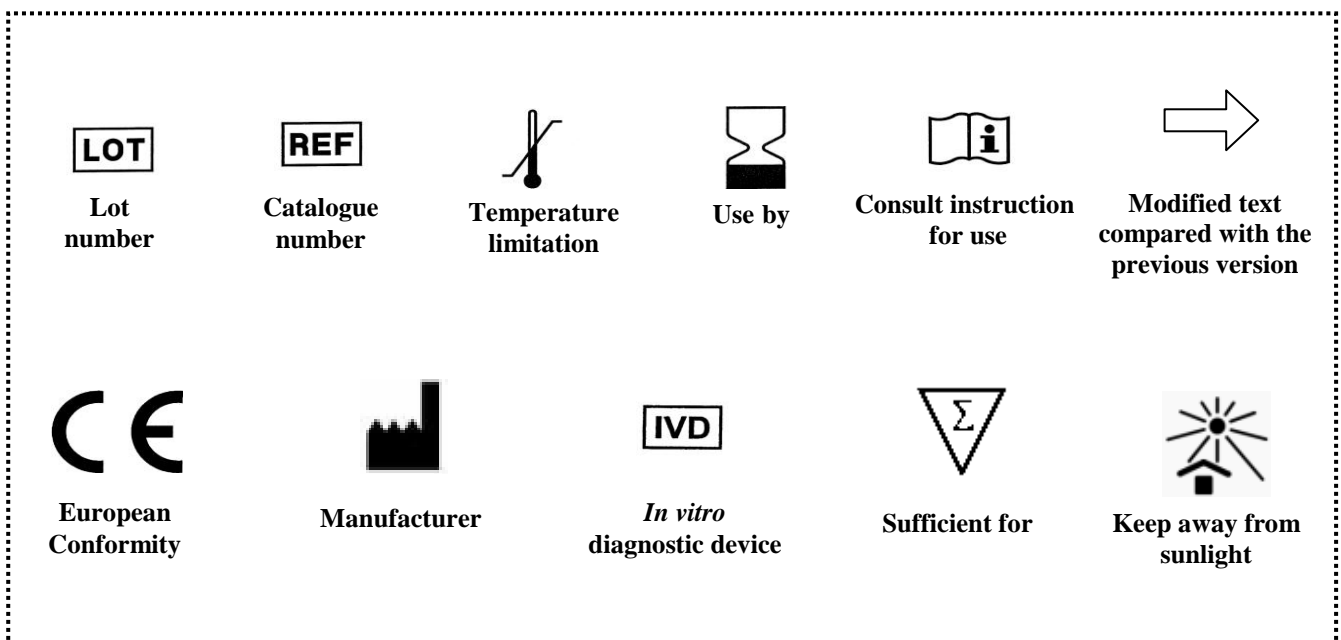 LOT
REF
i
Lot
number
Catalogue
number
Temperature
limitation
Use by
Consult instruction
for use
Modified text
compared with the
previous version
CE
IVD
Σ
European
Conformity
Manufacturer
In vitro
diagnostic device
Sufficient for
Keep away from
sunlight